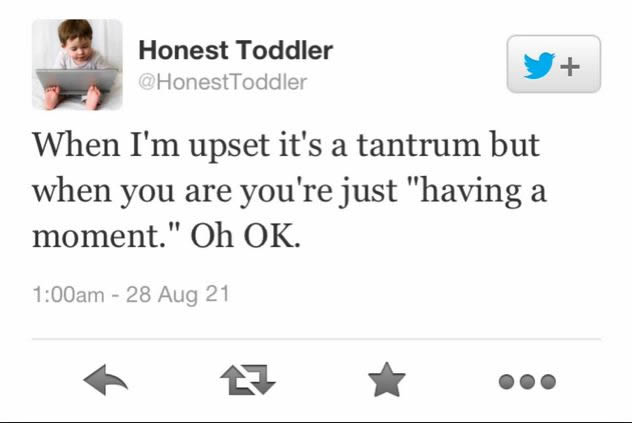 Honest Toddler
@HonestToddler
When I'm upset it's a tantrum but
when you are you're just "having a
moment." Oh OK.
1:00am - 28 Aug 21